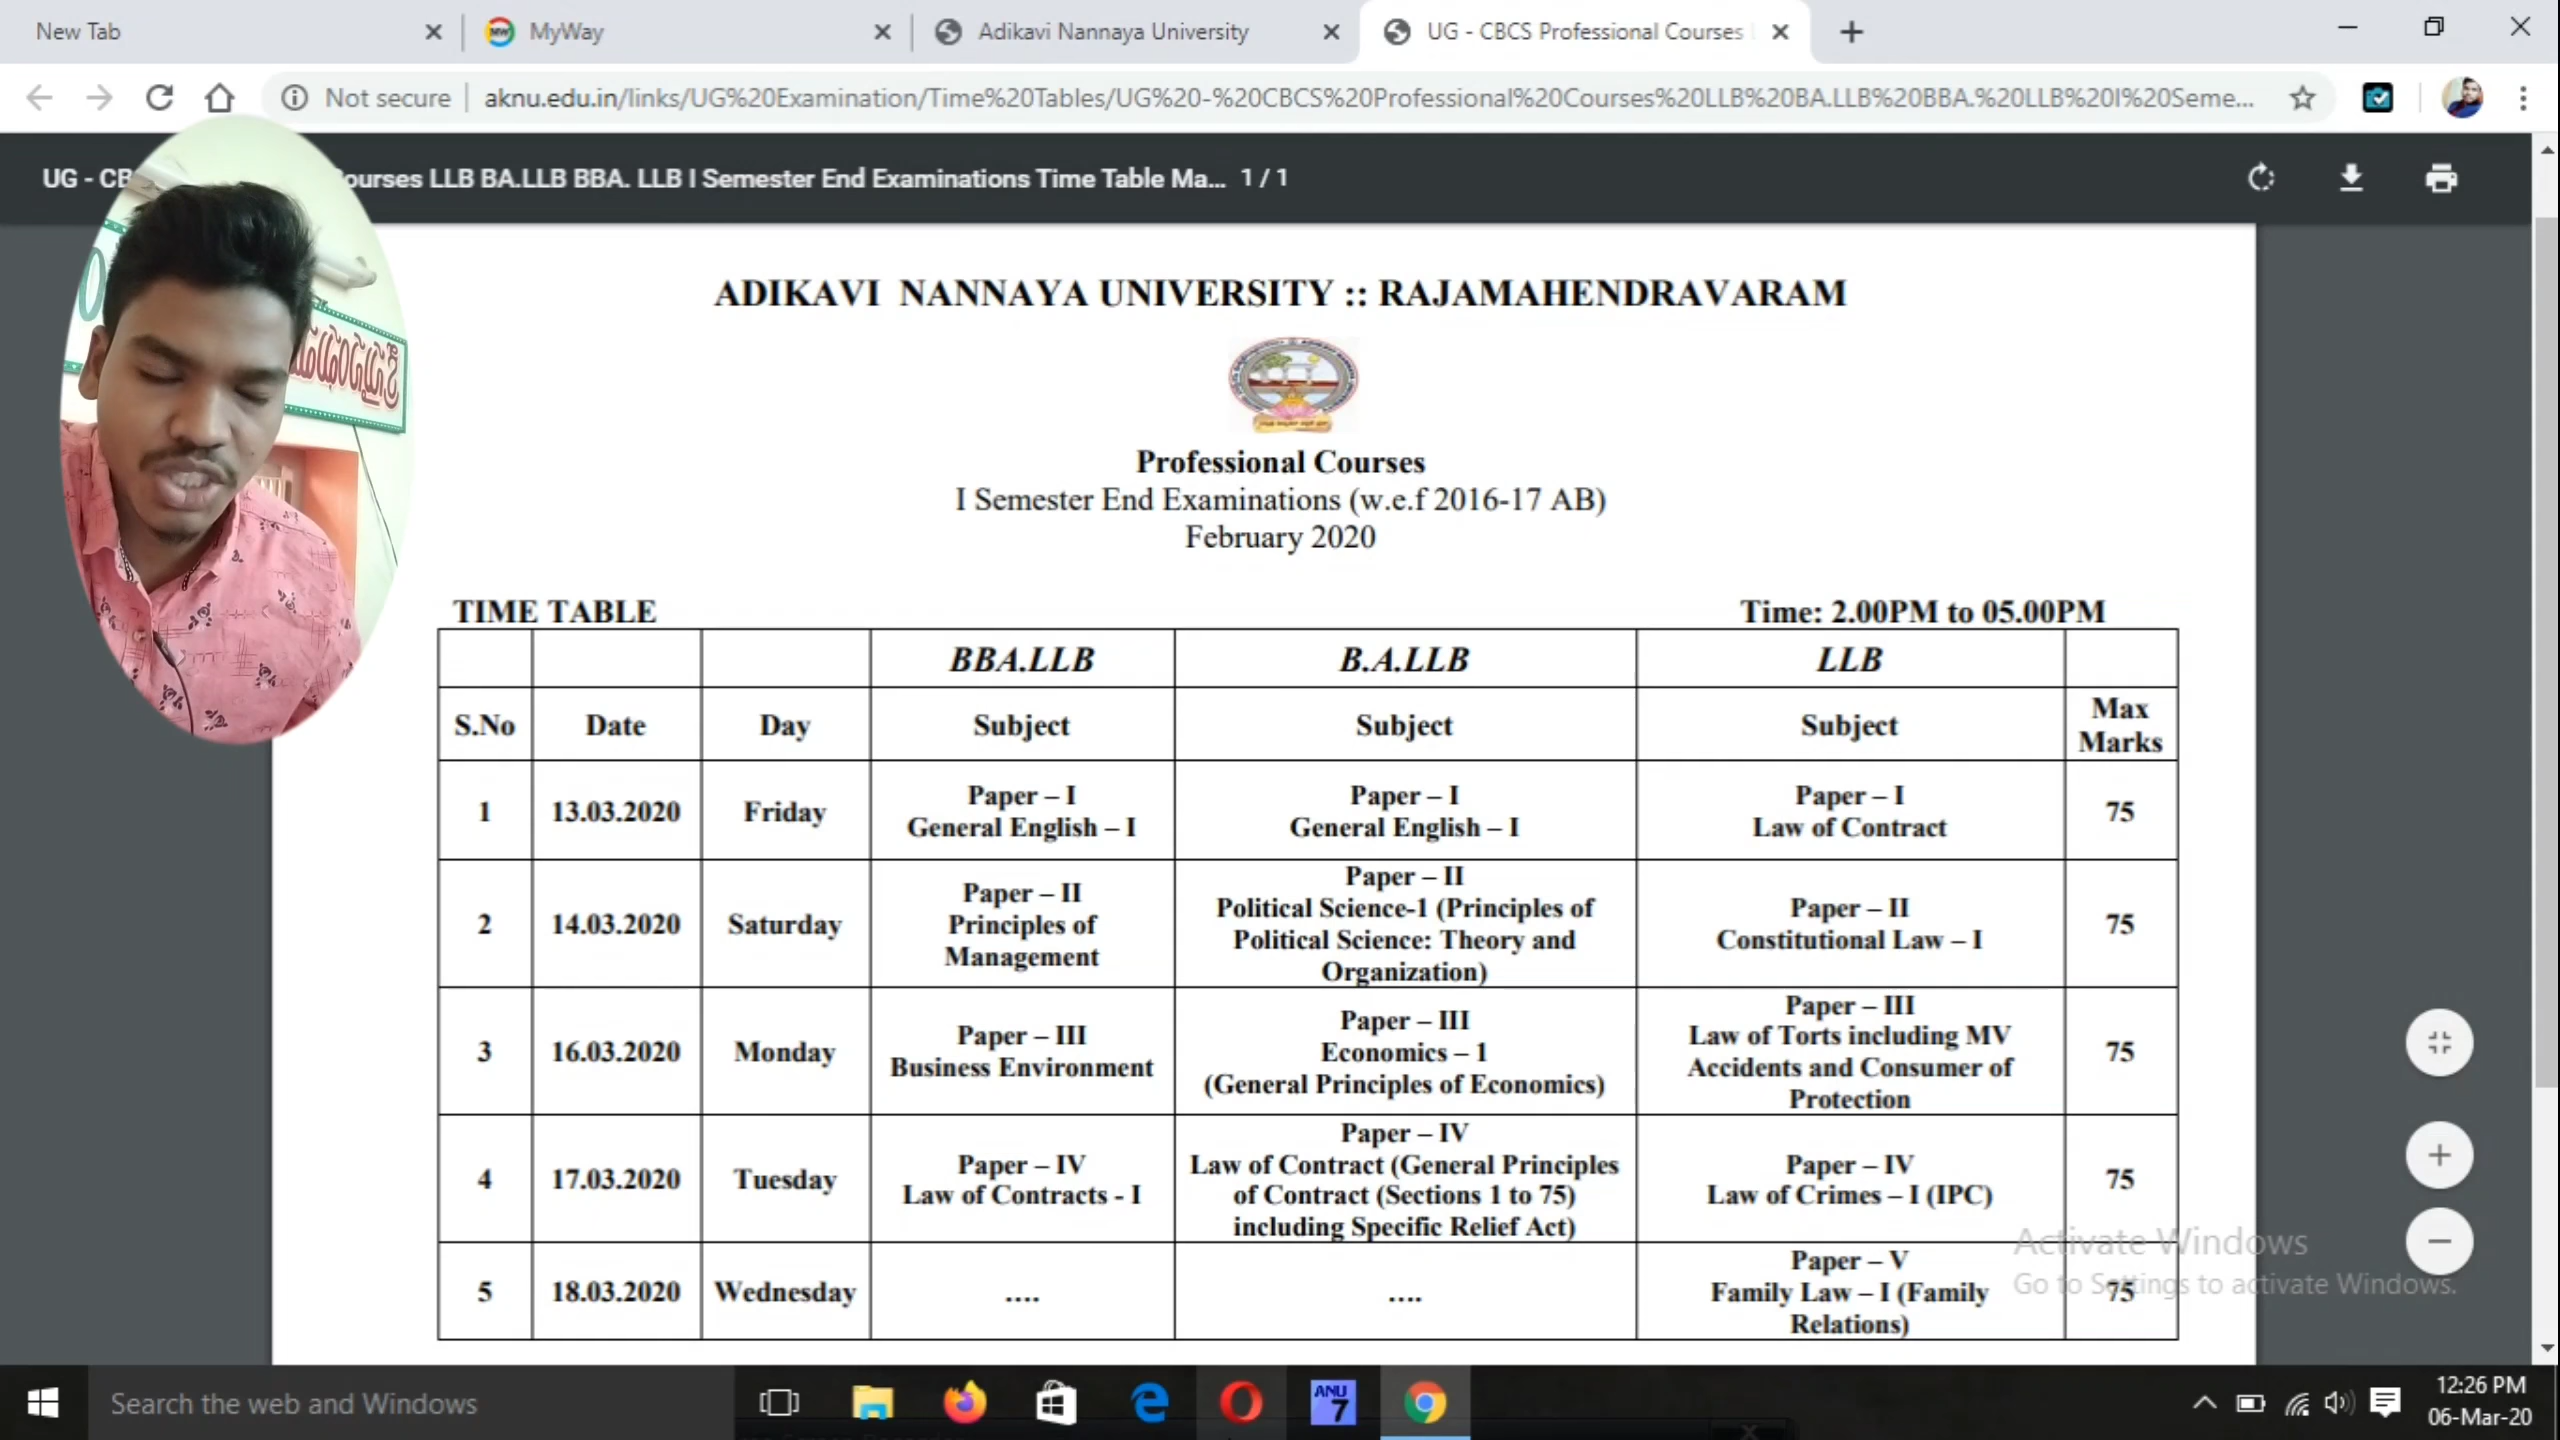 New Tab
MyWay
Adikavi Nannaya University
UG - CBCS Professional Courses
Not secure
aknu.edu.in/links/UG%20Examination/Time%20Tables/UG%20-%20CBCS%20Professional%20Courses%20LLB%20BA.LLB%20BBA.%20LLB%20I%20Seme...
UG - CB
ourses LLB BA.LLB BBA. LLB I Semester End Examinations Time Table Ma...
1 / 1
ADIKAVI NANNAYA UNIVERSITY :: RAJAMAHENDRAVARAM
Professional Courses
I Semester End Examinations (w.e.f 2016-17 AB)
February 2020
TIME TABLE
Time: 2.00PM to 05.00PM
BBA.LLB
B.A.LLB
LLB
S.No
Date
Day
Subject
Subject
Subject
Max
Marks
1
13.03.2020
Friday
Paper – I
General English – I
Paper – I
General English – I
Paper – I
Law of Contract
75
2
14.03.2020
Saturday
Paper – II
Principles of
Management
Paper – II
Political Science-1 (Principles of
Political Science: Theory and
Organization)
Paper – II
Constitutional Law – I
75
3
16.03.2020
Monday
Paper – III
Business Environment
Paper – III
Economics – 1
(General Principles of Economics)
Paper – III
Law of Torts including MV
Accidents and Consumer of
Protection
75
4
17.03.2020
Tuesday
Paper – IV
Law of Contracts - I
Paper – IV
Law of Contract (General Principles
of Contract (Sections 1 to 75)
including Specific Relief Act)
Paper – IV
Law of Crimes – I (IPC)
75
5
18.03.2020
Wednesday
....
....
Paper – V
Family Law – I (Family
Relations)
75
Activate Windows
Go to Settings to activate Windows.
Search the web and Windows
ANU
7
12:26 PM
06-Mar-20